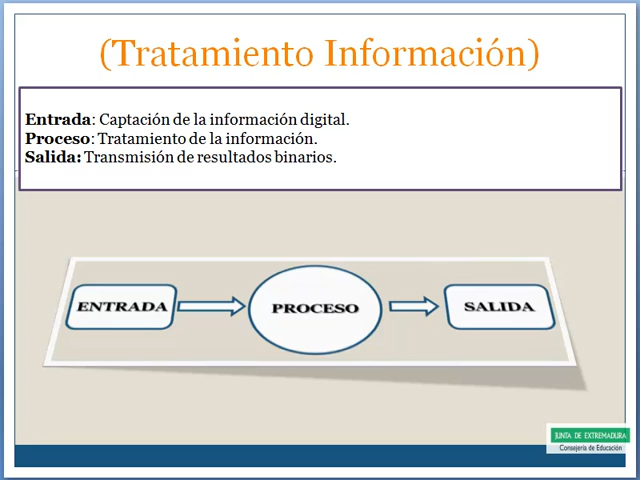 (Tratamiento Información)
Entrada: Captación de la información digital.
Proceso: Tratamiento de la información.
Salida: Transmisión de resultados binarios.
ENTRADA PROCESO SALIDA
JUNTA DE EXTREMADURA
Consejería de Educación